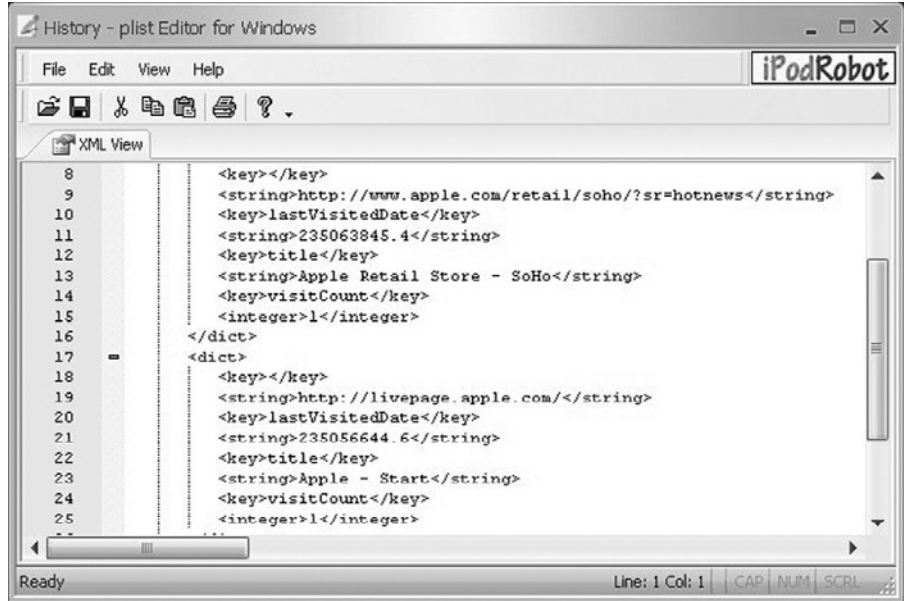 History - plist Editor for Windows
File Edit View Help
iPodRobot
XML View
8 <key></key>
9 <string>http://www.apple.com/retail/soho/?sr=hotnews</string>
10 <key>lastVisitedDate</key>
11 <string>235063845.4</string>
12 <key>title</key>
13 <string>Apple Retail Store - SoHo</string>
14 <key>visitCount</key>
15 <integer>1</integer>
16 </dict>
17 <dict>
18 <key></key>
19 <string>http://livepage.apple.com/</string>
20 <key>lastVisitedDate</key>
21 <string>235056644.6</string>
22 <key>title</key>
23 <string>Apple - Start</string>
24 <key>visitCount</key>
25 <integer>1</integer>
Ready Line: 1 Col: 1 CAP NUM SCRL